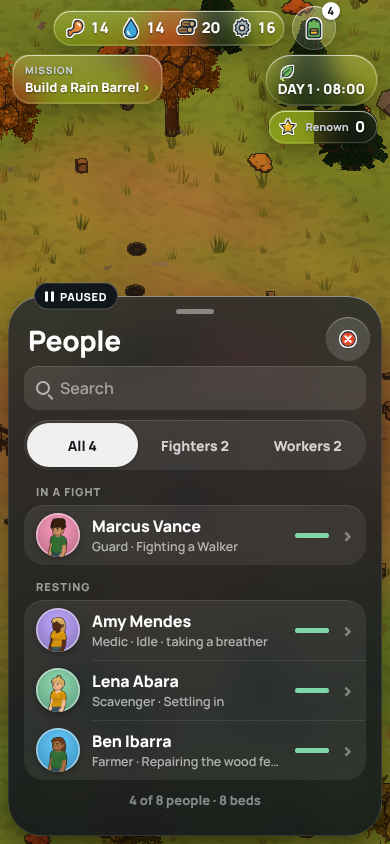 14
14
20
16
4
MISSION
Build a Rain Barrel ›
DAY 1 · 08:00
Renown 0
PAUSED
People
Search
All 4
Fighters 2
Workers 2
IN A FIGHT
Marcus Vance
Guard · Fighting a Walker
RESTING
Amy Mendes
Medic · Idle · taking a breather
Lena Abara
Scavenger · Settling in
Ben Ibarra
Farmer · Repairing the wood fe...
4 of 8 people · 8 beds